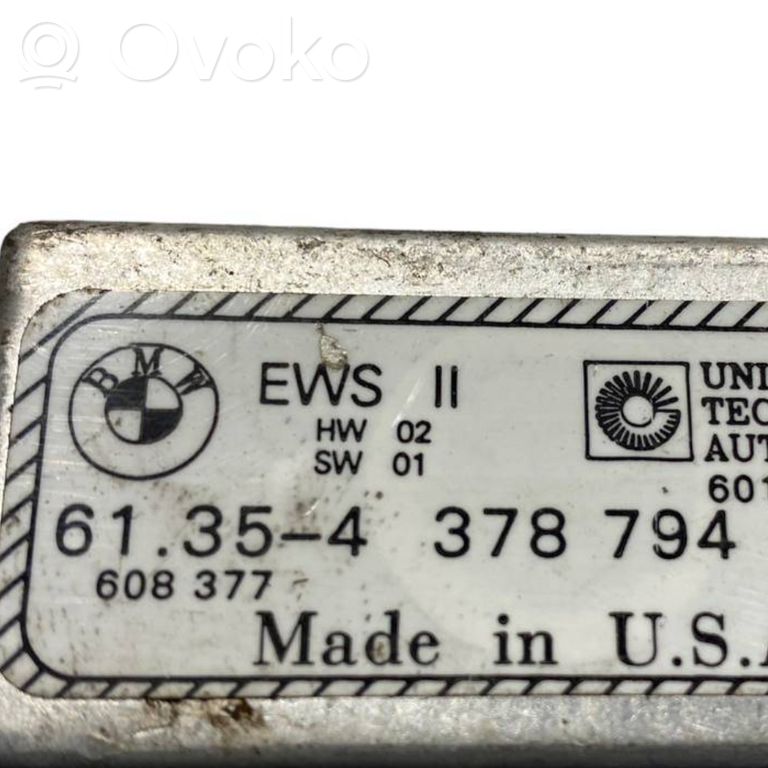 Ovoko
BMW
EWS II
HW 02
SW 01
UNI
TEC
AUT
601
61.35-4 378 794
608 377
Made in U.S.A